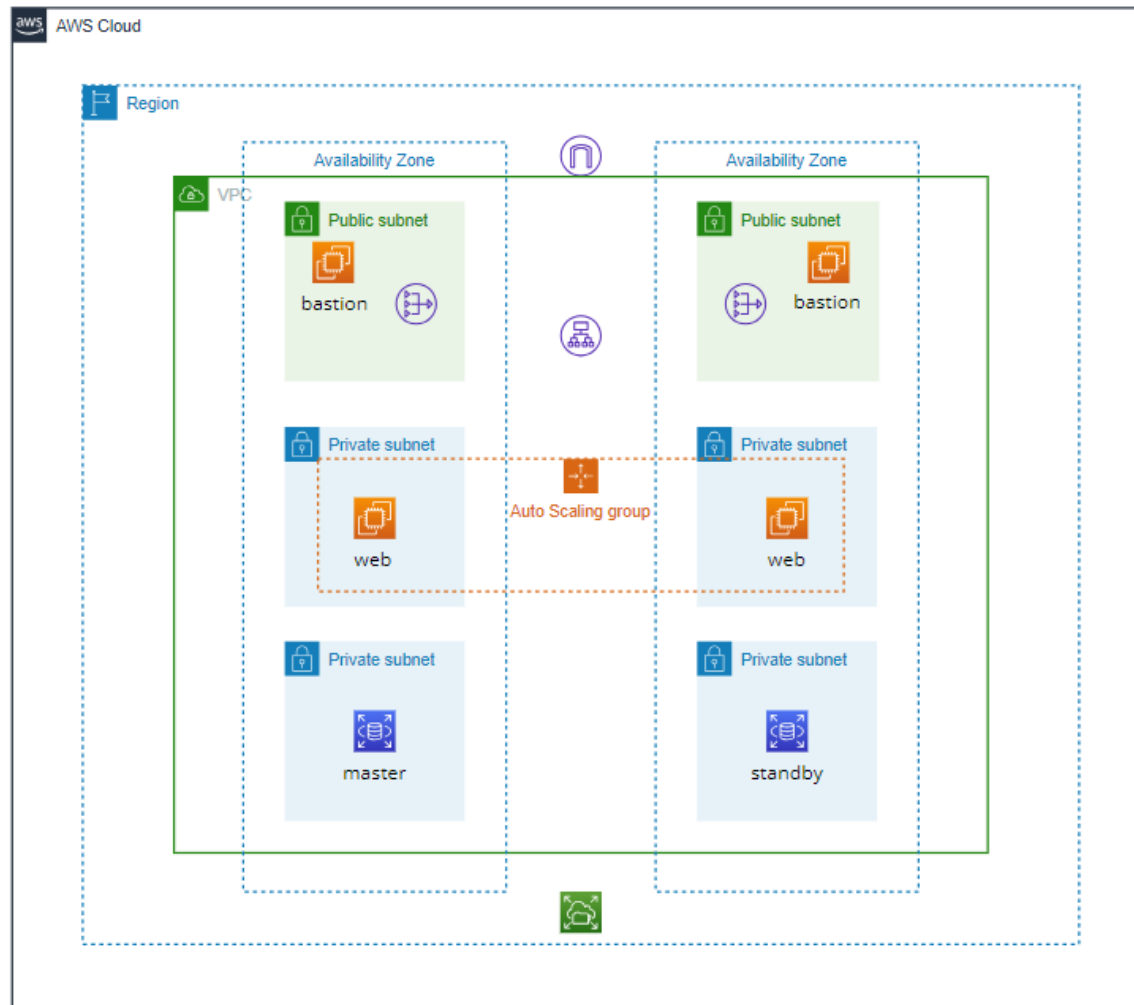 aws AWS Cloud
Region
Availability Zone Availability Zone
VPC
Public subnet Public subnet
bastion bastion
Private subnet Private subnet
Auto Scaling group
web web
Private subnet Private subnet
master standby